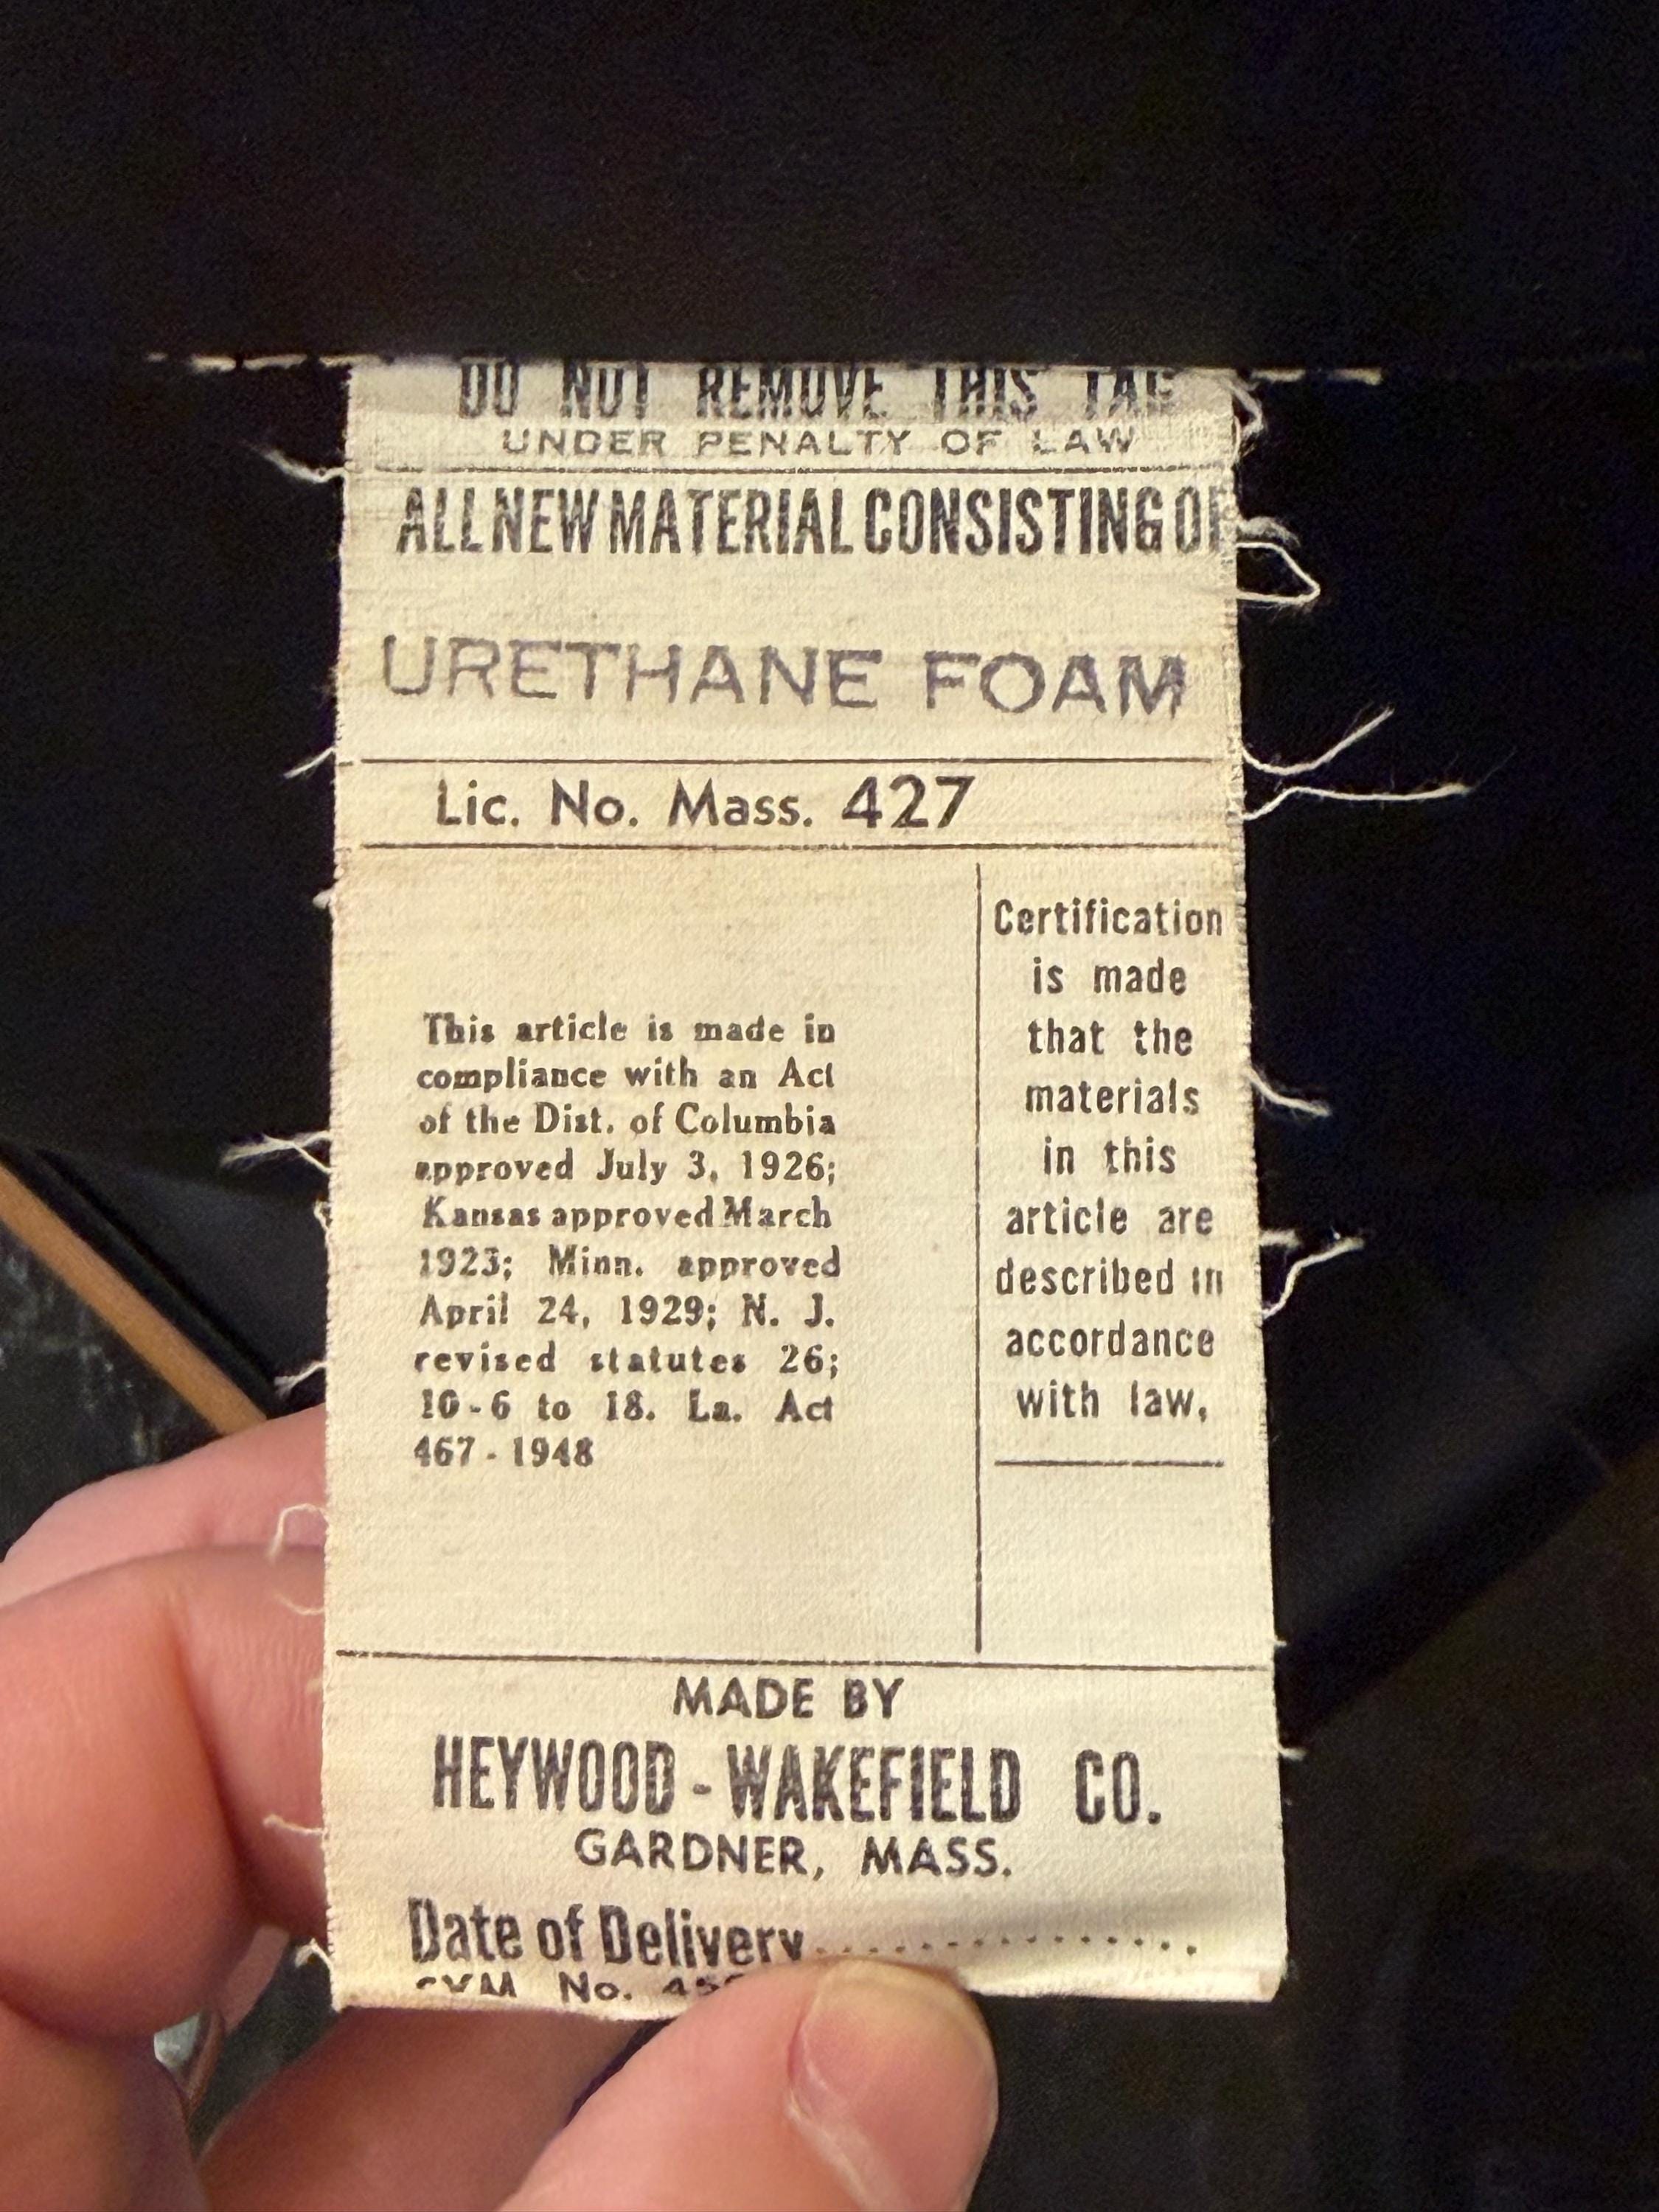 DO NOT REMOVE THIS TAG
UNDER PENALTY OF LAW
ALL NEW MATERIAL CONSISTING OF
URETHANE FOAM
Lic. No. Mass. 427
This article is made in
compliance with an Act
of the Dist. of Columbia
approved July 3, 1926;
Kansas approved March
1923; Minn. approved
April 24, 1929; N. J.
revised statutes 26;
10-6 to 18. La. Act
467-1948
Certification
is made
that the
materials
in this
article are
described in
accordance
with law,
MADE BY
HEYWOOD-WAKEFIELD CO.
GARDNER, MASS.
Date of Delivery................
No.